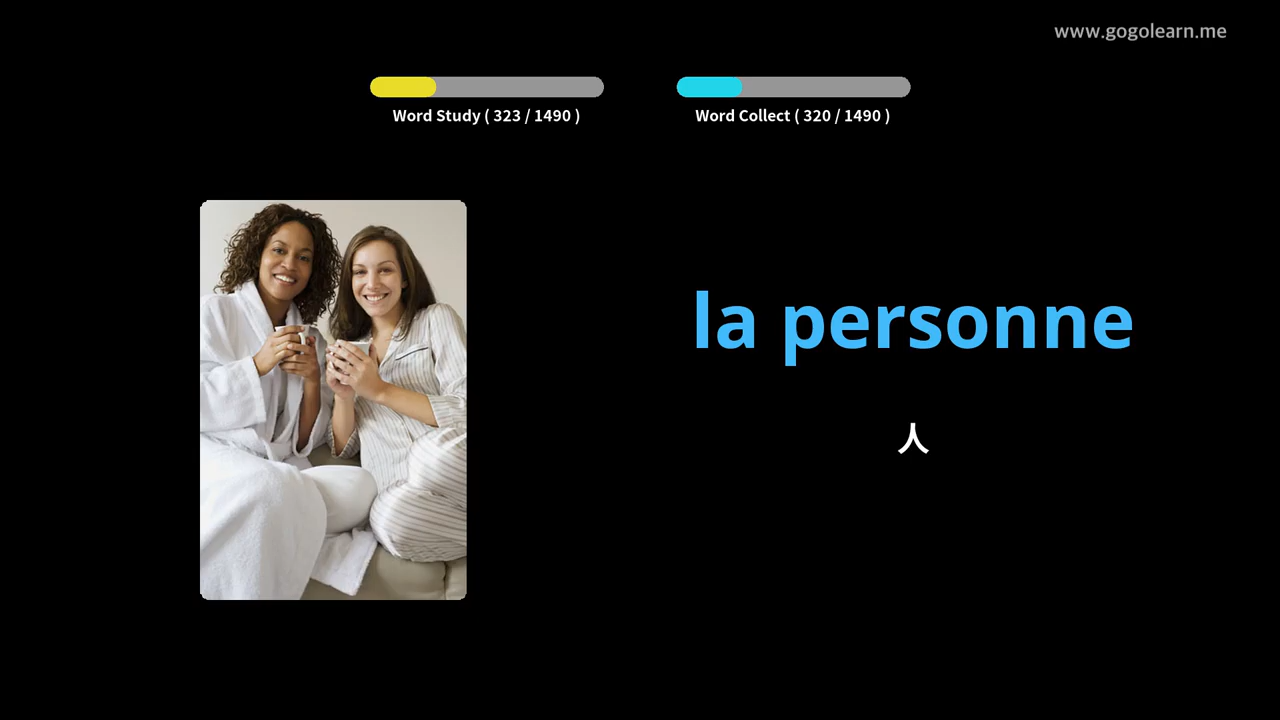 www.gogolearn.me
Word Study ( 323 / 1490 )
Word Collect ( 320 / 1490 )
la personne
人